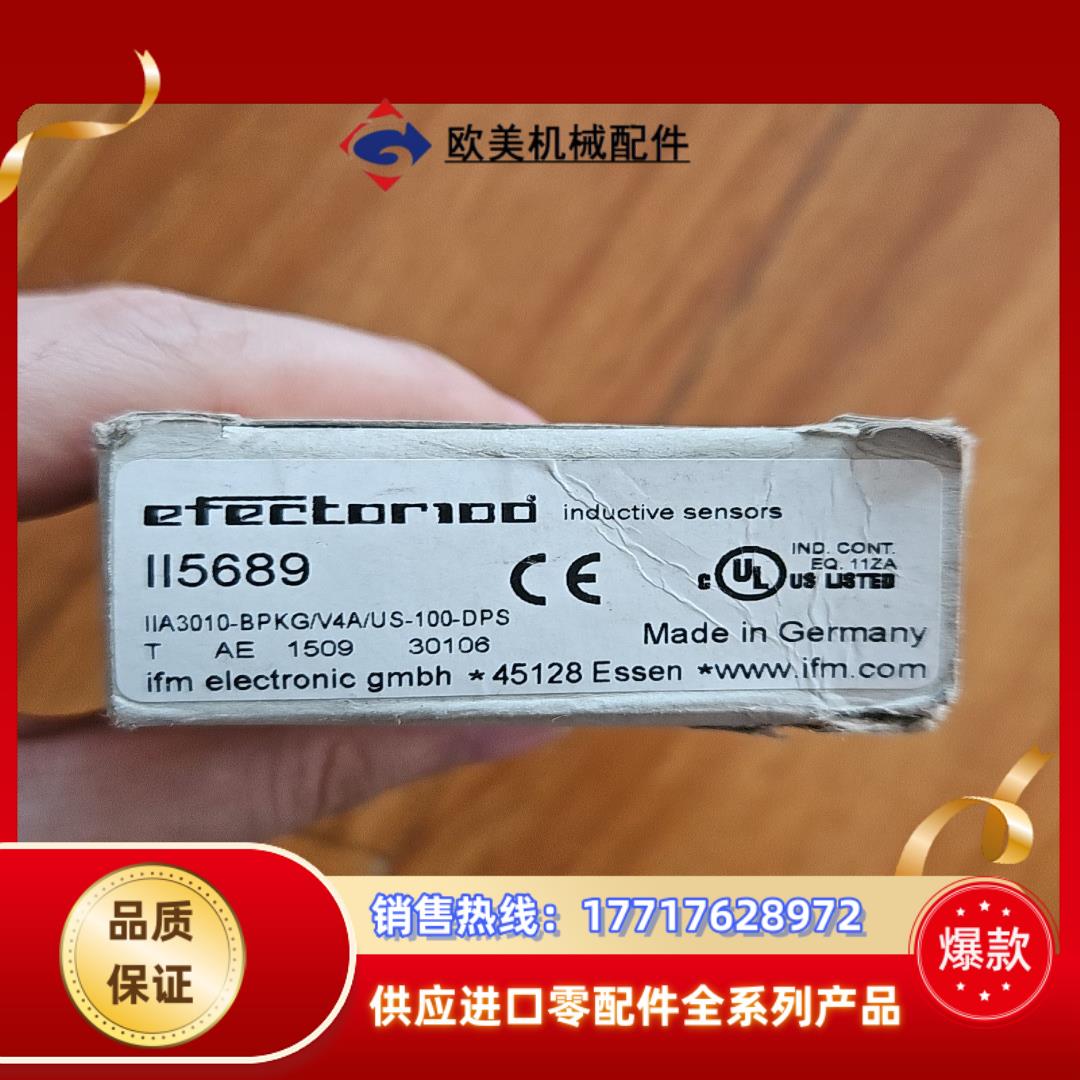 欧美机械配件
efector100 inductive sensors
II5689
CE
c UL US LISTED
IND. CONT.
EQ. 11ZA
IIA3010-BPKG/V4A/US-100-DPS
T AE 1509 30106
Made in Germany
ifm electronic gmbh * 45128 Essen *www.ifm.com
品质
保证
销售热线：17717628972
供应进口零配件全系列产品
爆款